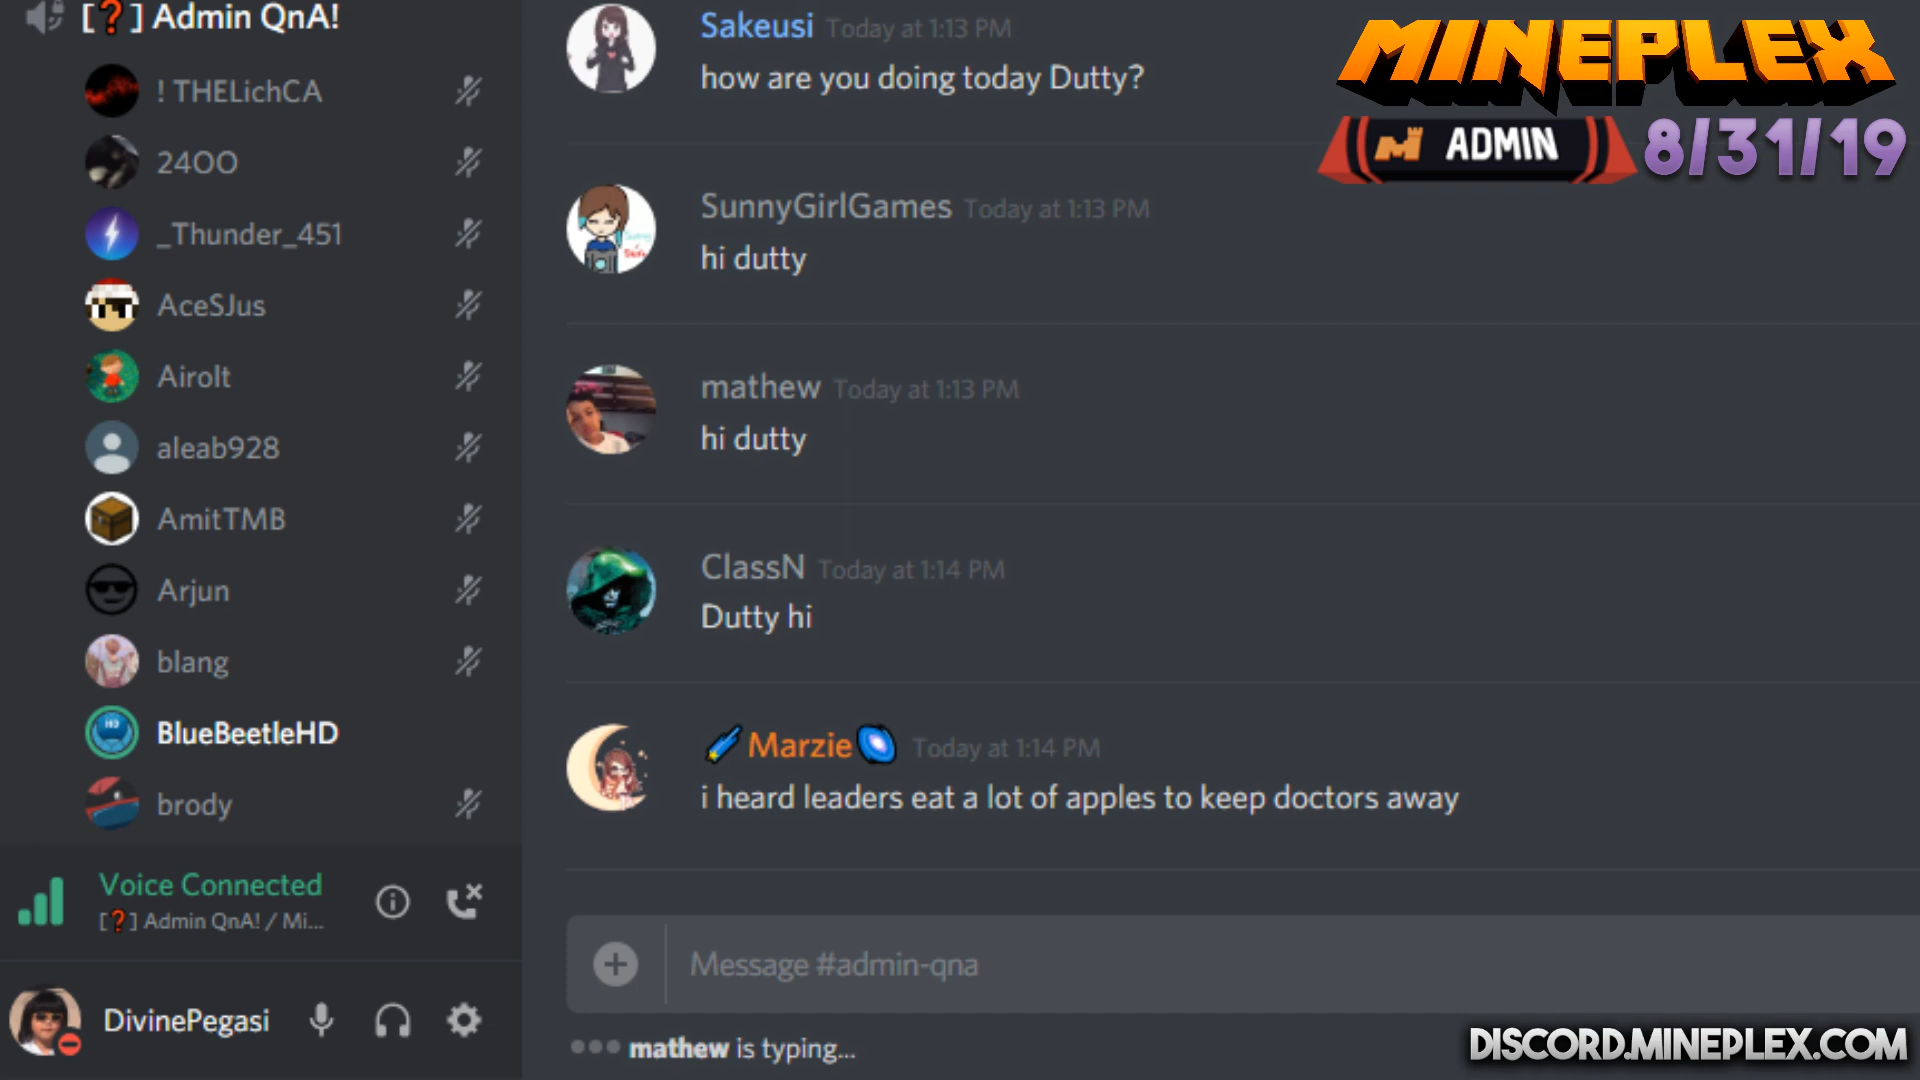 [❓] Admin QnA!
! THELichCA
24OO
_Thunder_451
AceSJus
Airolt
aleab928
AmitTMB
Arjun
blang
BlueBeetleHD
brody
Voice Connected
[❓] Admin QnA! / Mi...
DivinePegasi
Sakeusi Today at 1:13 PM
how are you doing today Dutty?
SunnyGirlGames Today at 1:13 PM
hi dutty
mathew Today at 1:13 PM
hi dutty
ClassN Today at 1:14 PM
Dutty hi
Marzie Today at 1:14 PM
i heard leaders eat a lot of apples to keep doctors away
Message #admin-qna
mathew is typing...
MINEPLEX
ADMIN 8/31/19
DISCORD.MINEPLEX.COM